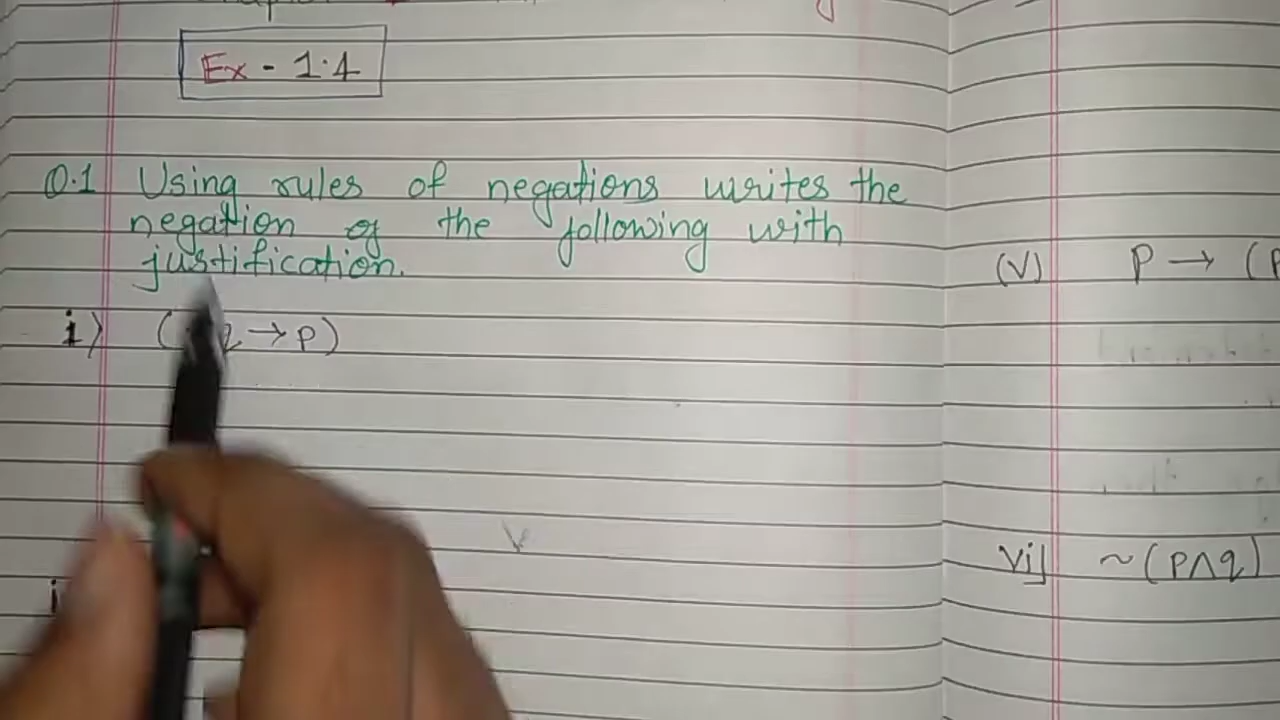 Ex - 1.4
Q.1 Using rules of negations writes the
negation of the following with
justification.
i) ( q → p)
(V) p → (p
vi) ~(p∧q)